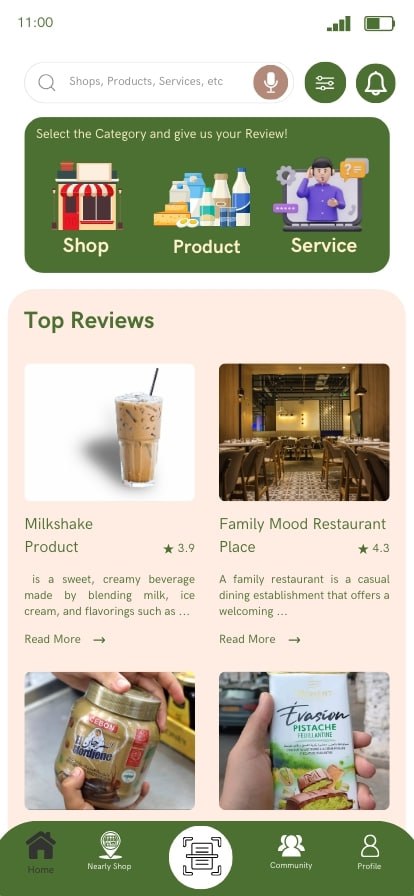 11:00
Shops, Products, Services, etc
Select the Category and give us your Review!
Shop
Product
Service
Top Reviews
Milkshake
Product
★ 3.9
is a sweet, creamy beverage
made by blending milk, ice
cream, and flavorings such as ...
Read More →
Family Mood Restaurant
Place
★ 4.3
A family restaurant is a casual
dining establishment that offers a
welcoming ...
Read More →
CEBON
El Mordjene
Evasion
PISTACHE
FEUILLANTINE
Home
Nearly Shop
Community
Profile